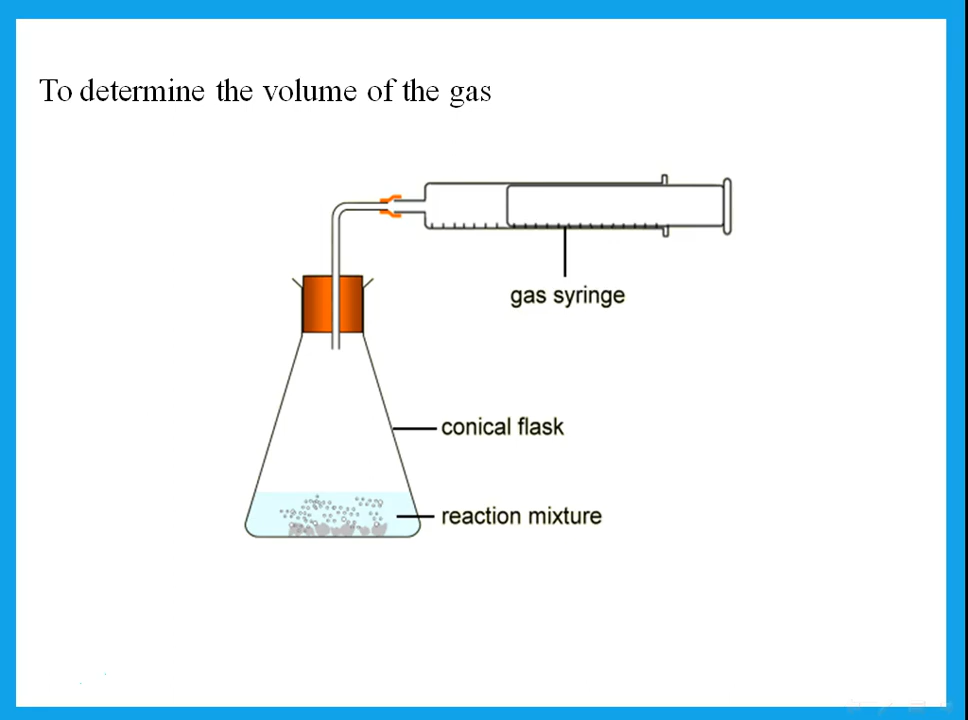 To determine the volume of the gas
gas syringe
conical flask
reaction mixture